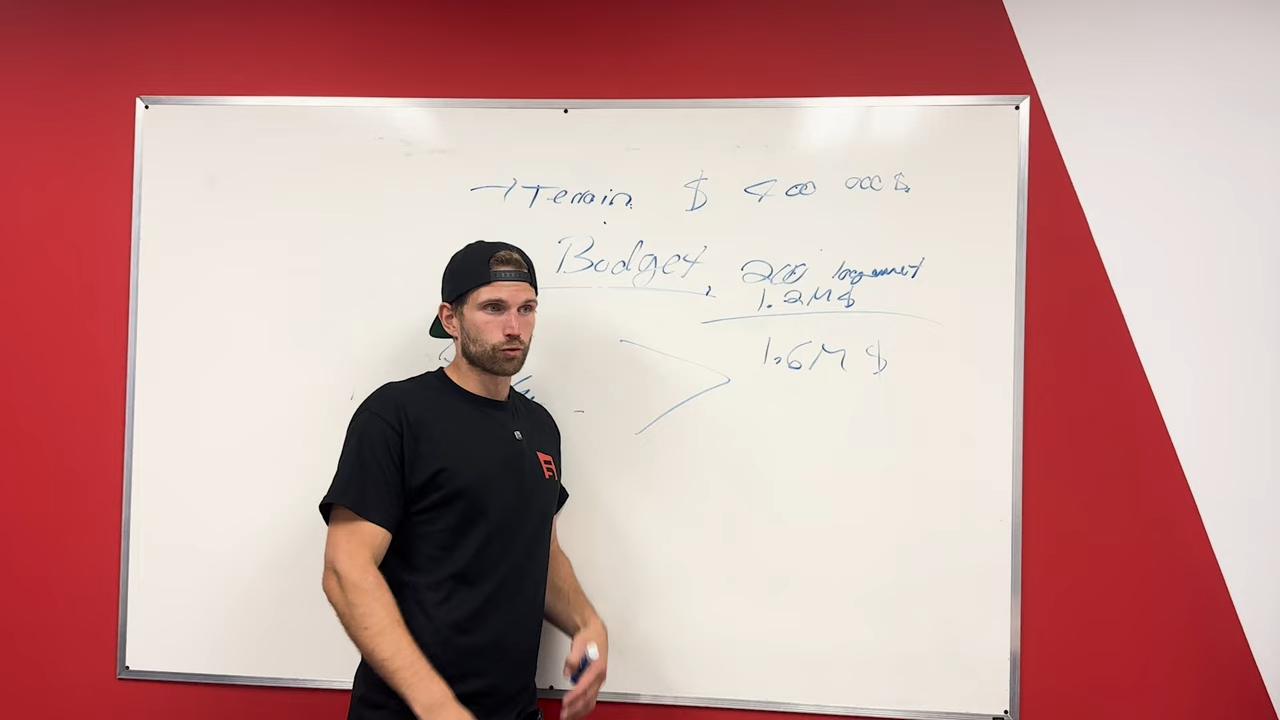 → Terrain $ 400 000 $
Budget, 200 logement
1.2M$
1.6M $